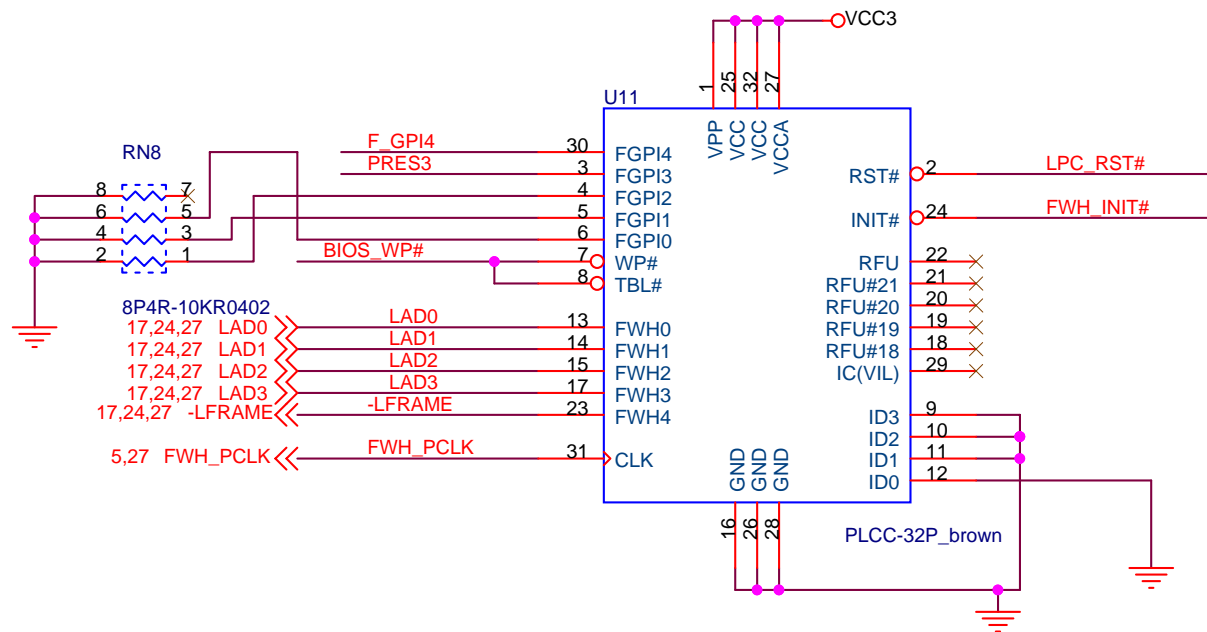 VCC3
1
25
32
27
U11
VPP
VCC
VCC
VCCA
RN8
8 7
6 5
4 3
2 1
8P4R-10KR0402
F_GPI4 30 FGPI4
PRES3 3 FGPI3
4 FGPI2
5 FGPI1
6 FGPI0
BIOS_WP# 7 WP#
8 TBL#
17,24,27 LAD0 LAD0 13 FWH0
17,24,27 LAD1 LAD1 14 FWH1
17,24,27 LAD2 LAD2 15 FWH2
17,24,27 LAD3 LAD3 17 FWH3
17,24,27 -LFRAME -LFRAME 23 FWH4
5,27 FWH_PCLK FWH_PCLK 31 CLK
RST# 2 LPC_RST#
INIT# 24 FWH_INIT#
RFU 22
RFU#21 21
RFU#20 20
RFU#19 19
RFU#18 18
IC(VIL) 29
ID3 9
ID2 10
ID1 11
ID0 12
GND
GND
GND
16
26
28
PLCC-32P_brown